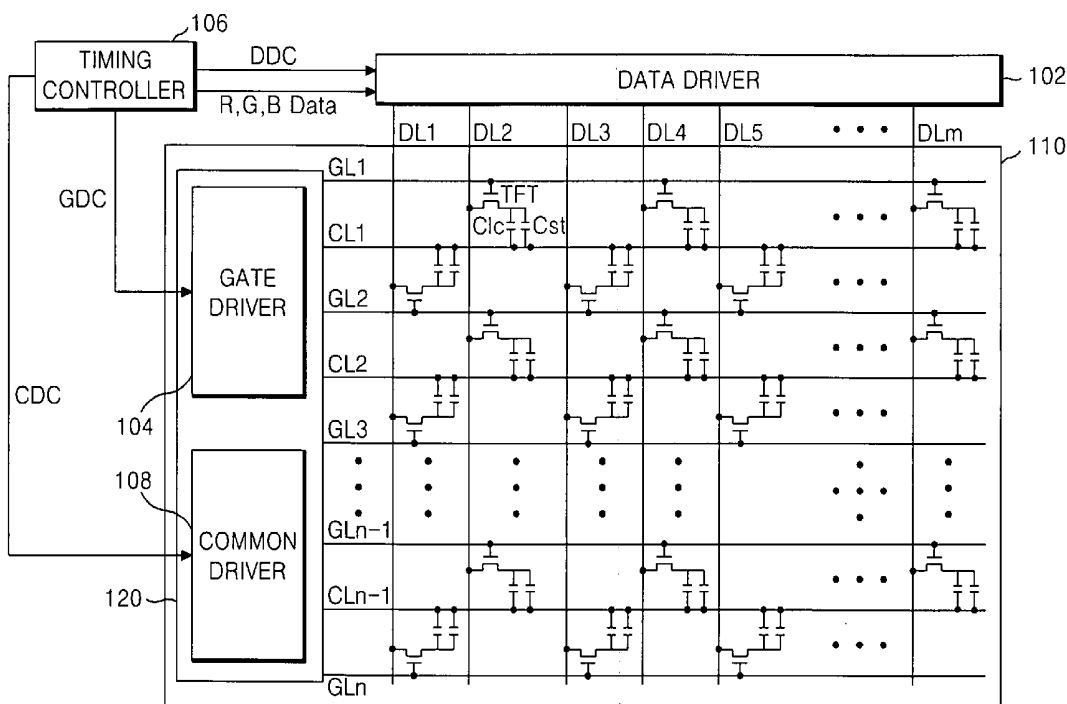 106
TIMING
CONTROLLER
DDC
R,G,B Data
DATA DRIVER
102
DL1 DL2 DL3 DL4 DL5 DLm
110
GL1
GDC
TFT
Clc Cst
CL1
GATE
DRIVER
GL2
CL2
CDC
104
GL3
108
GLn-1
COMMON
DRIVER
CLn-1
120
GLn